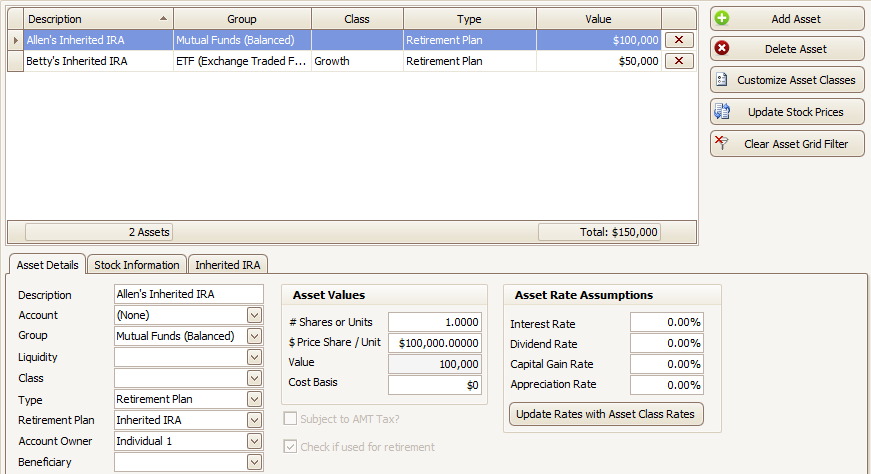 Description Group Class Type Value
Allen's Inherited IRA Mutual Funds (Balanced) Retirement Plan $100,000
Betty's Inherited IRA ETF (Exchange Traded F... Growth Retirement Plan $50,000
2 Assets Total: $150,000
Add Asset
Delete Asset
Customize Asset Classes
Update Stock Prices
Clear Asset Grid Filter
Asset Details Stock Information Inherited IRA
Description Allen's Inherited IRA
Account (None)
Group Mutual Funds (Balanced)
Liquidity
Class
Type Retirement Plan
Retirement Plan Inherited IRA
Account Owner Individual 1
Beneficiary
Asset Values
# Shares or Units 1.0000
$ Price Share / Unit $100,000.00000
Value 100,000
Cost Basis $0
Subject to AMT Tax?
Check if used for retirement
Asset Rate Assumptions
Interest Rate 0.00%
Dividend Rate 0.00%
Capital Gain Rate 0.00%
Appreciation Rate 0.00%
Update Rates with Asset Class Rates